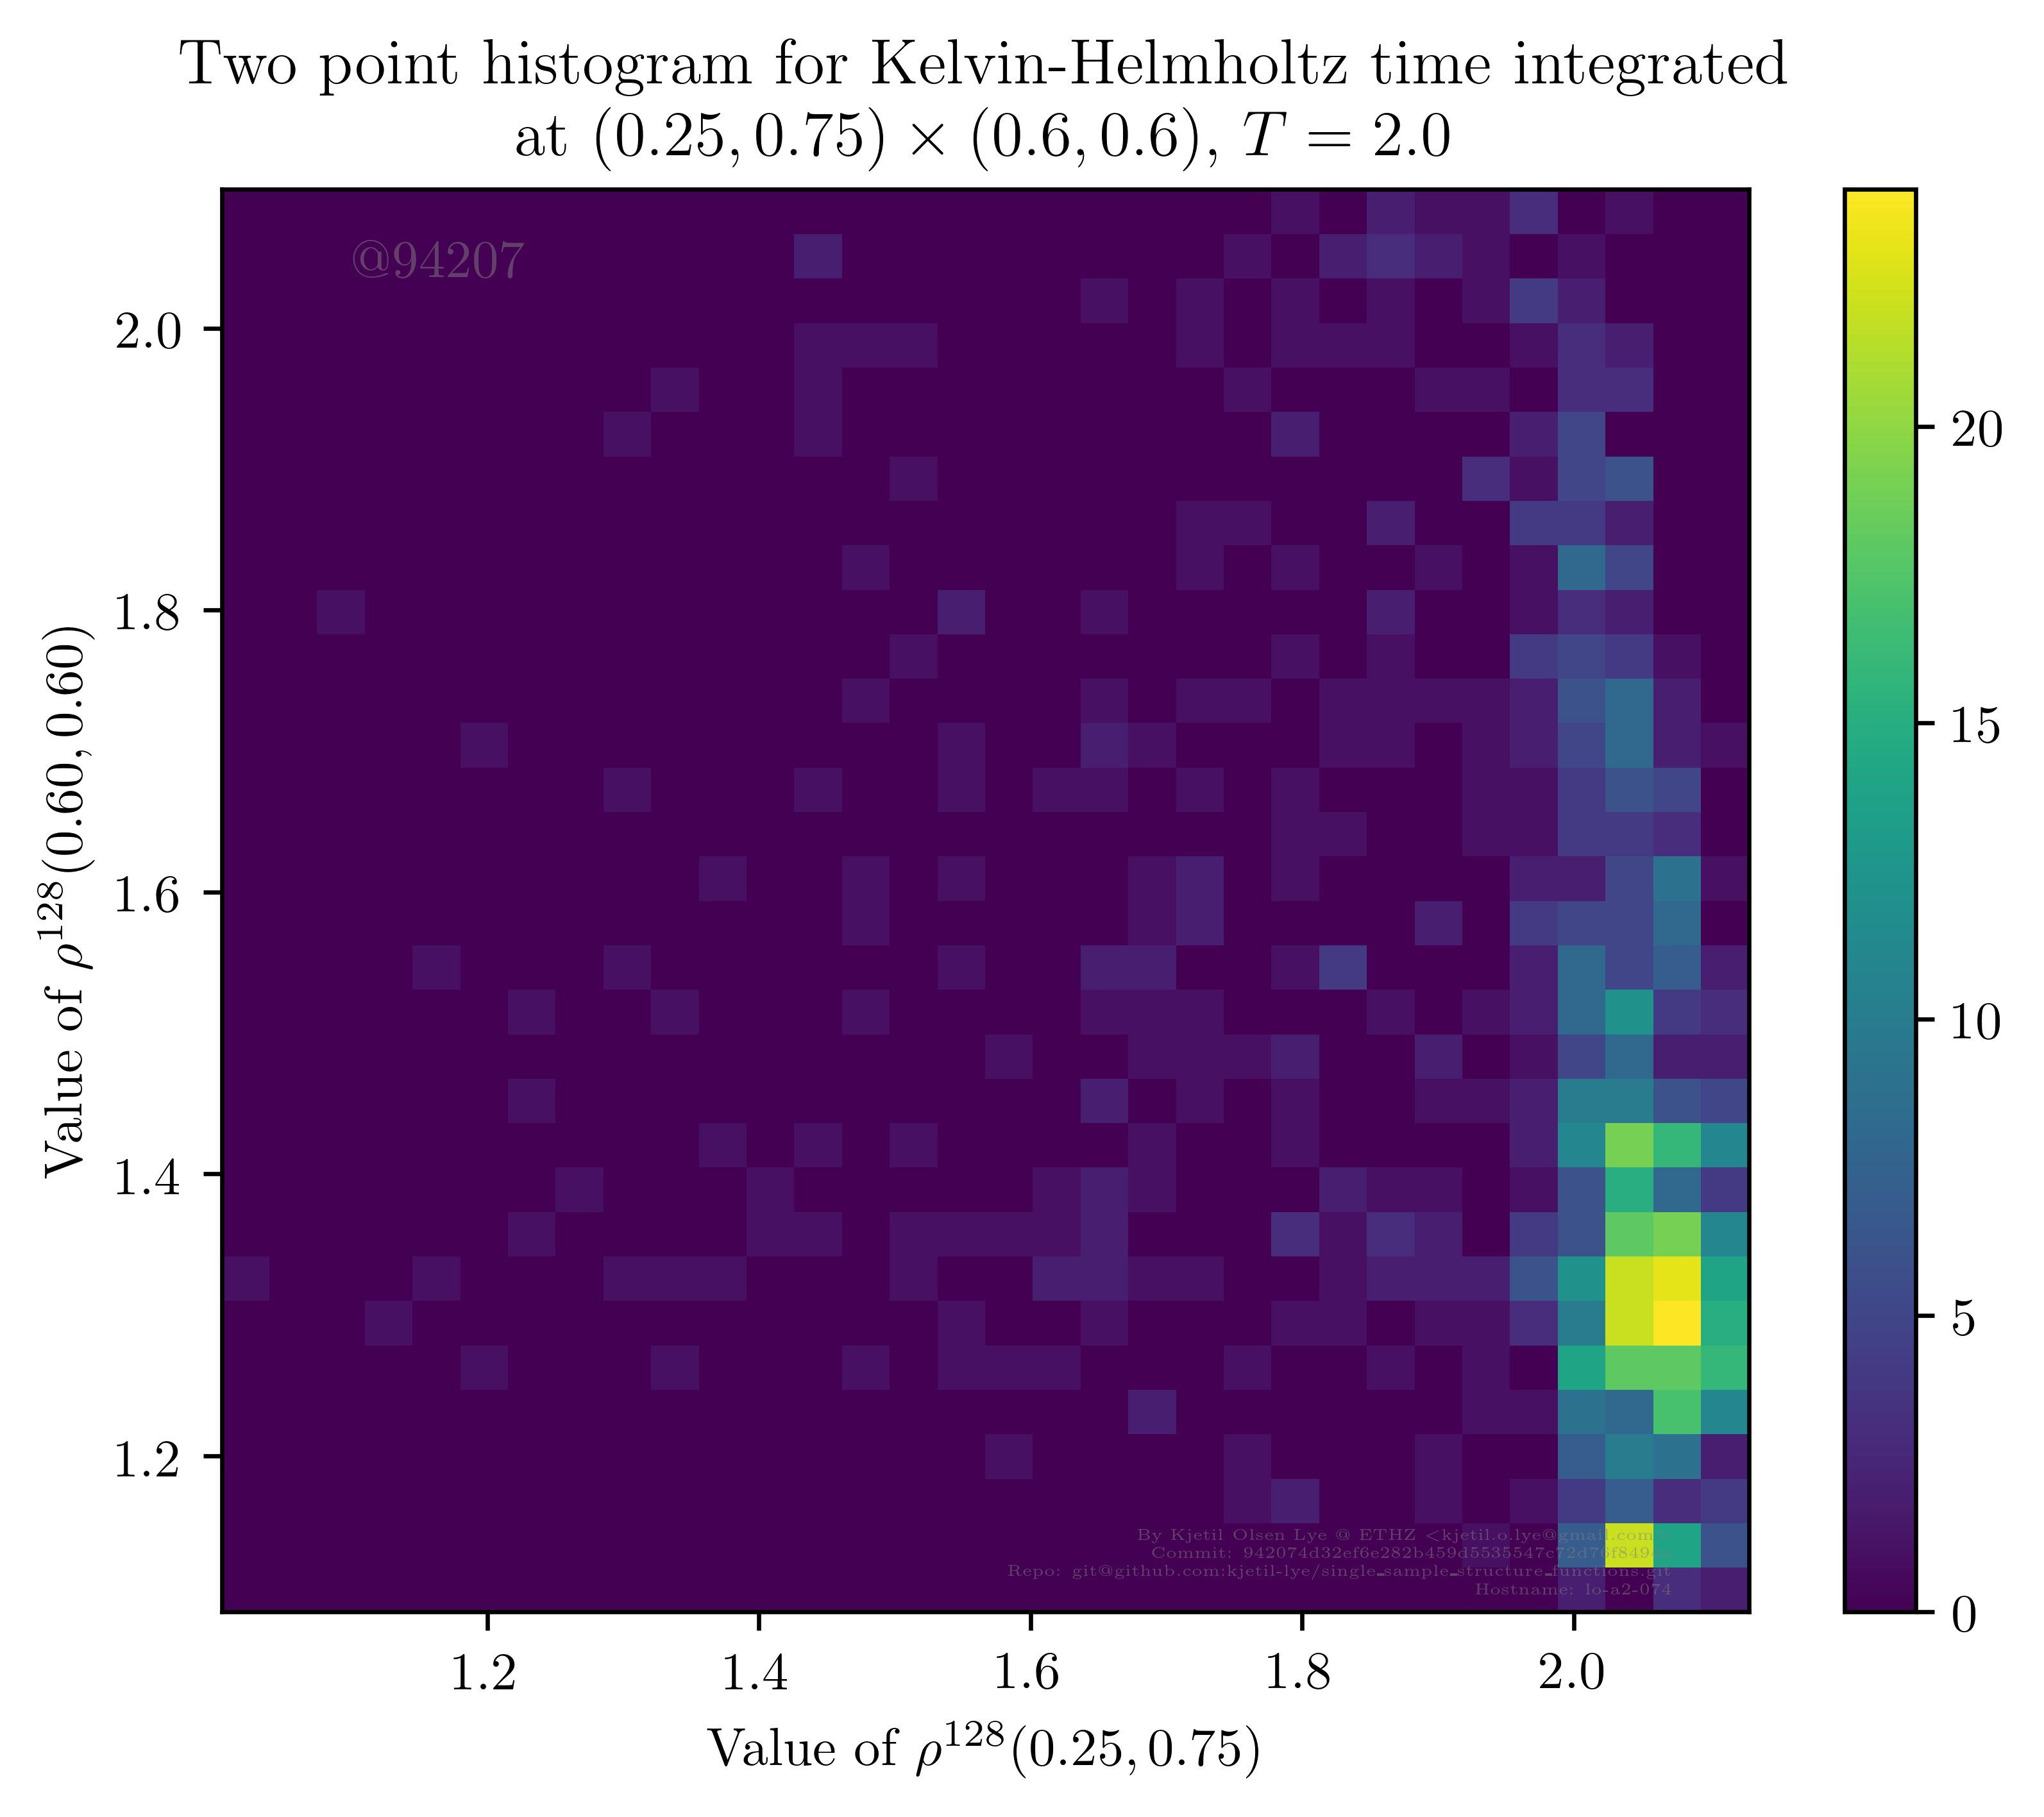 Two point histogram for Kelvin-Helmholtz time integrated
at (0.25, 0.75) × (0.6, 0.6), T = 2.0
@94207
2.0
1.8
1.6
1.4
1.2
Value of ρ¹²⁸(0.60, 0.60)
1.2 1.4 1.6 1.8 2.0
Value of ρ¹²⁸(0.25, 0.75)
20
15
10
5
0
By Kjetil Olsen Lye @ ETHZ <kjetil.o.lye@gmail.com
Commit:
Repo: git@github.com:kjetil-lye/single_sample_structure_functions.git
Hostname: lo-a2-074